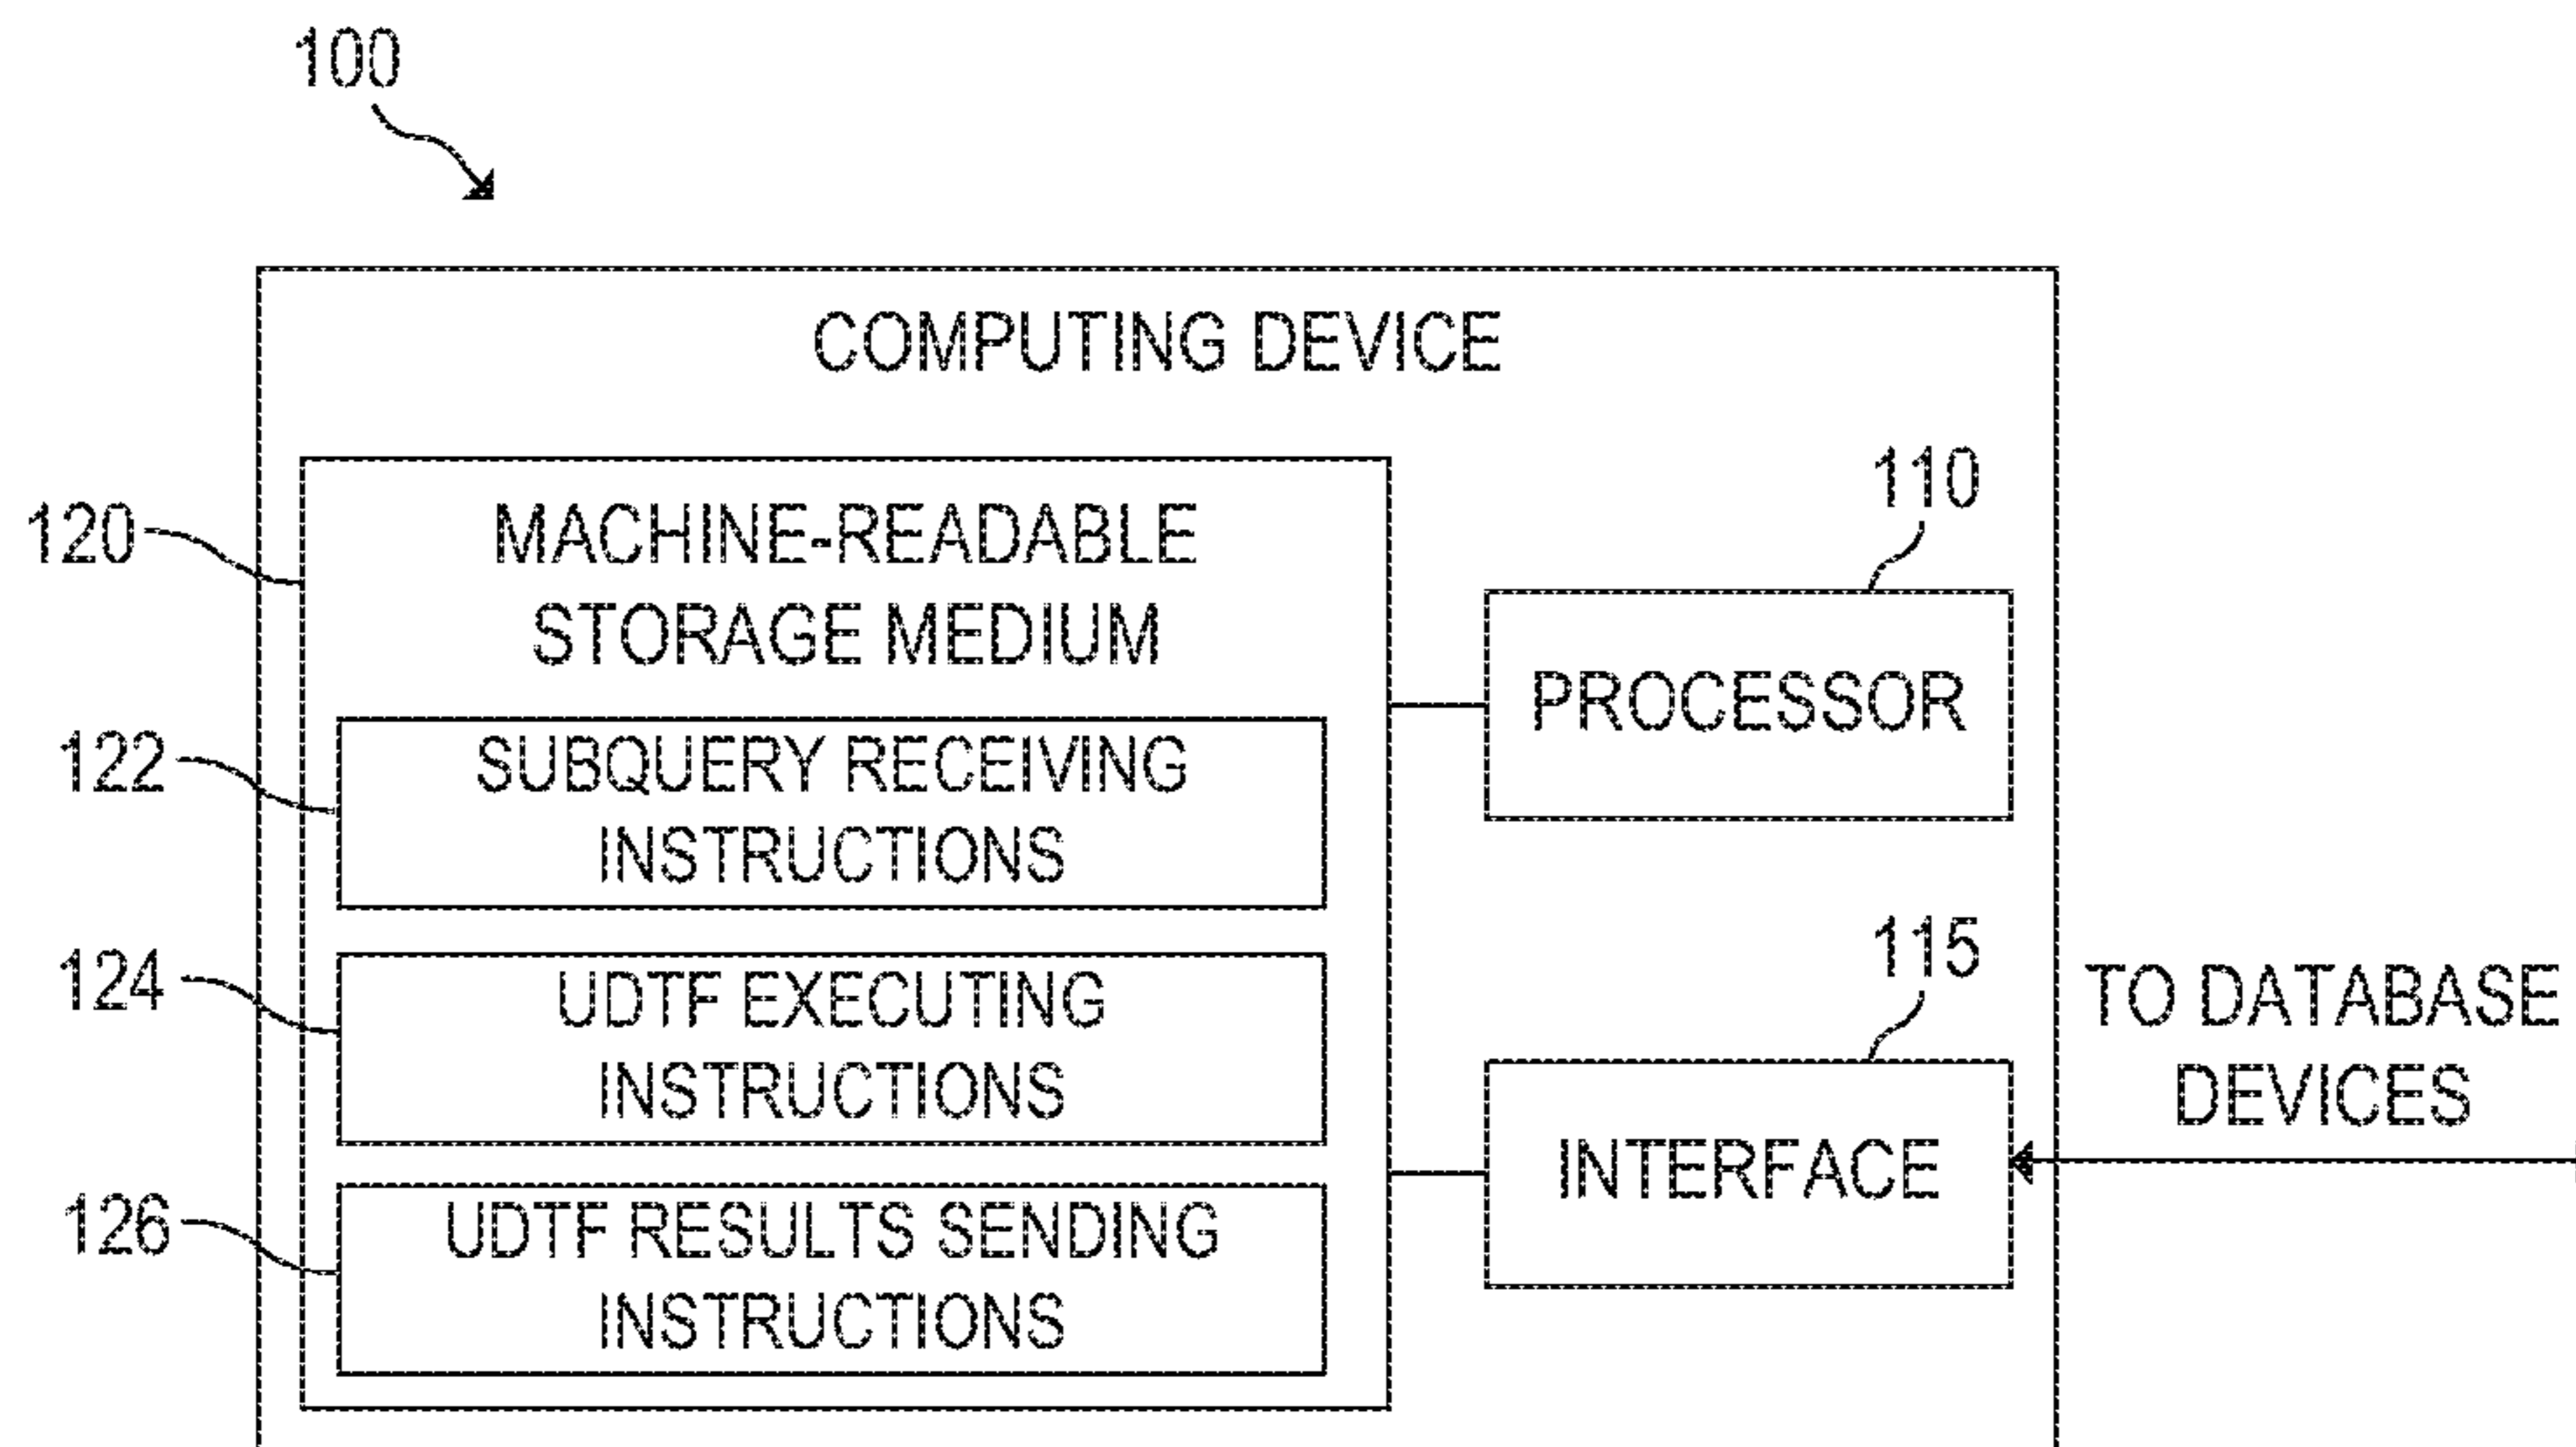 100
COMPUTING DEVICE
110
120
MACHINE-READABLE
STORAGE MEDIUM
PROCESSOR
122
SUBQUERY RECEIVING
INSTRUCTIONS
115
124
UDTF EXECUTING
INSTRUCTIONS
TO DATABASE
DEVICES
INTERFACE
126
UDTF RESULTS SENDING
INSTRUCTIONS